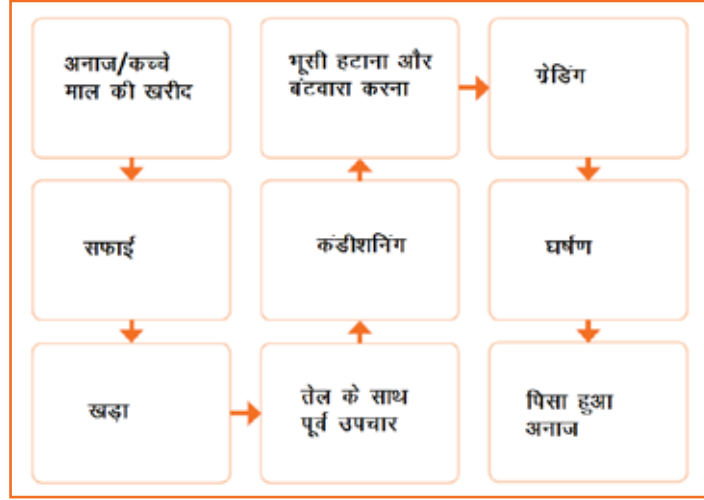 अनाज/कच्चे
माल की खरीद
सफाई
खड़ा
तेल के साथ
पूर्व उपचार
कंडीशनिंग
भूसी हटाना और
बंटवारा करना
ग्रेडिंग
घर्षण
पिसा हुआ
अनाज